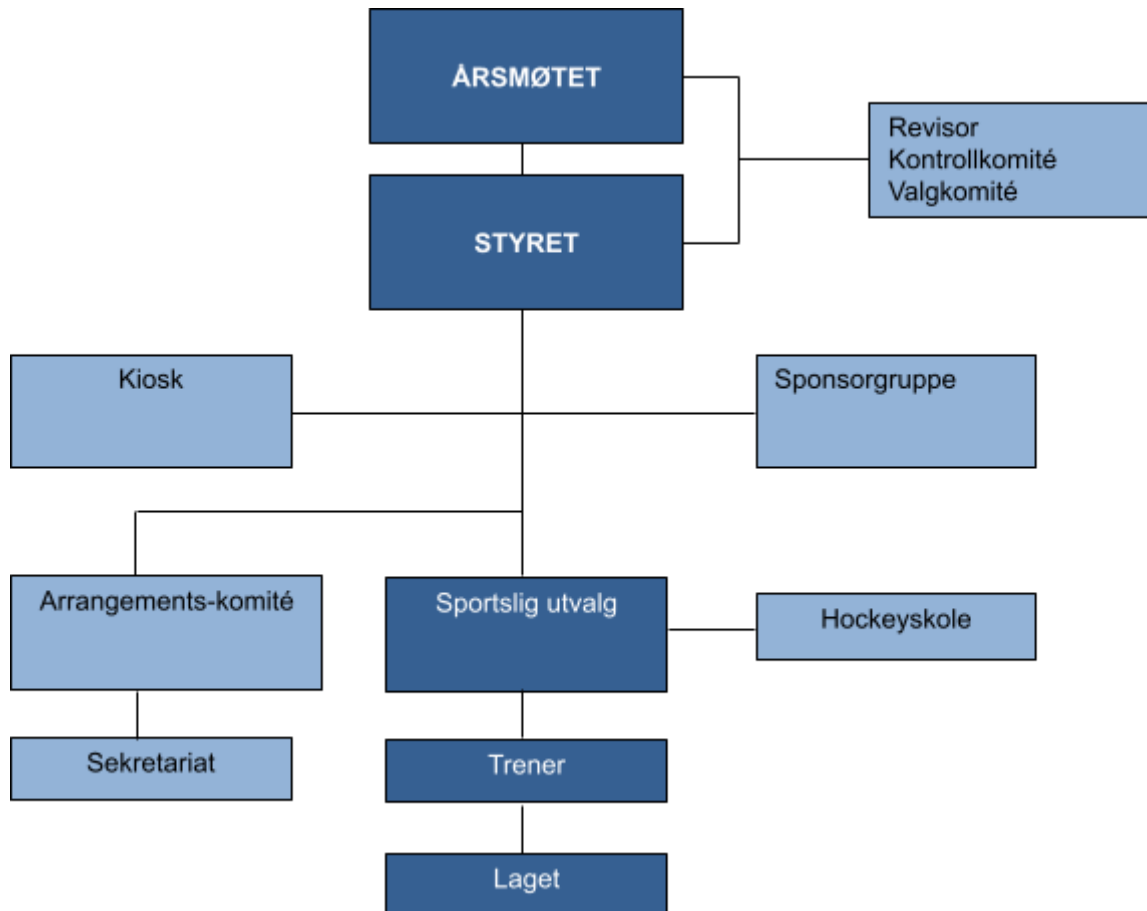 ÅRSMØTET
Revisor
Kontrollkomité
Valgkomité
STYRET
Kiosk
Sponsorgruppe
Arrangements-komité
Sportslig utvalg
Hockeyskole
Sekretariat
Trener
Laget